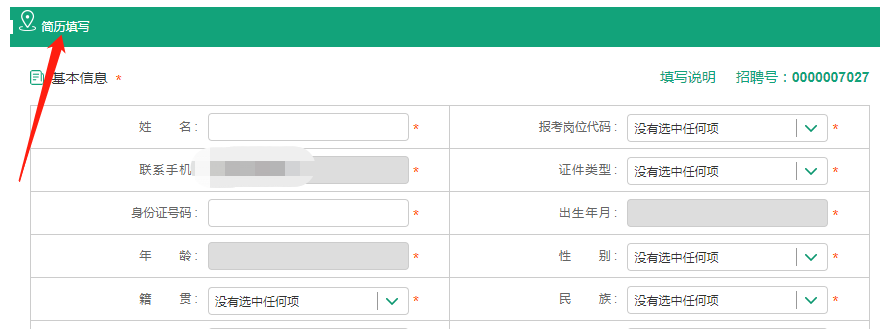 简历填写
基本信息 * 填写说明 招聘号：0000007027
姓 名： * 报考岗位代码： 没有选中任何项 *
联系手机 * 证件类型： 没有选中任何项 *
身份证号码： * 出生年月： *
年 龄： * 性 别： 没有选中任何项 *
籍 贯： 没有选中任何项 * 民 族： 没有选中任何项 *